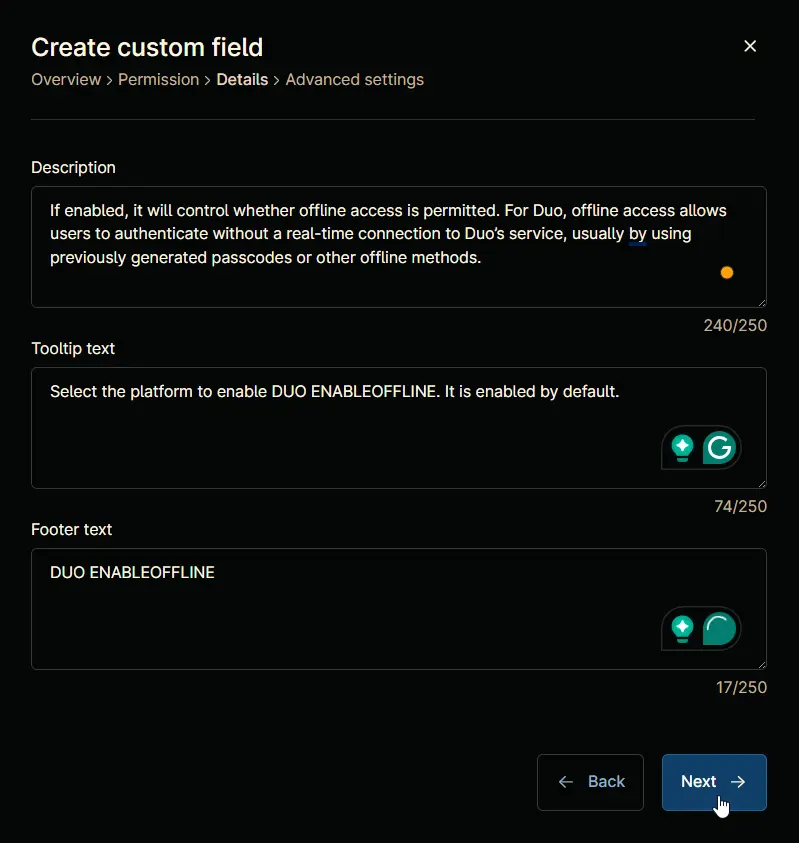 Create custom field
Overview > Permission > Details > Advanced settings
Description
If enabled, it will control whether offline access is permitted. For Duo, offline access allows
users to authenticate without a real-time connection to Duo’s service, usually by using
previously generated passcodes or other offline methods.
240/250
Tooltip text
Select the platform to enable DUO ENABLEOFFLINE. It is enabled by default.
74/250
Footer text
DUO ENABLEOFFLINE
17/250
Back
Next